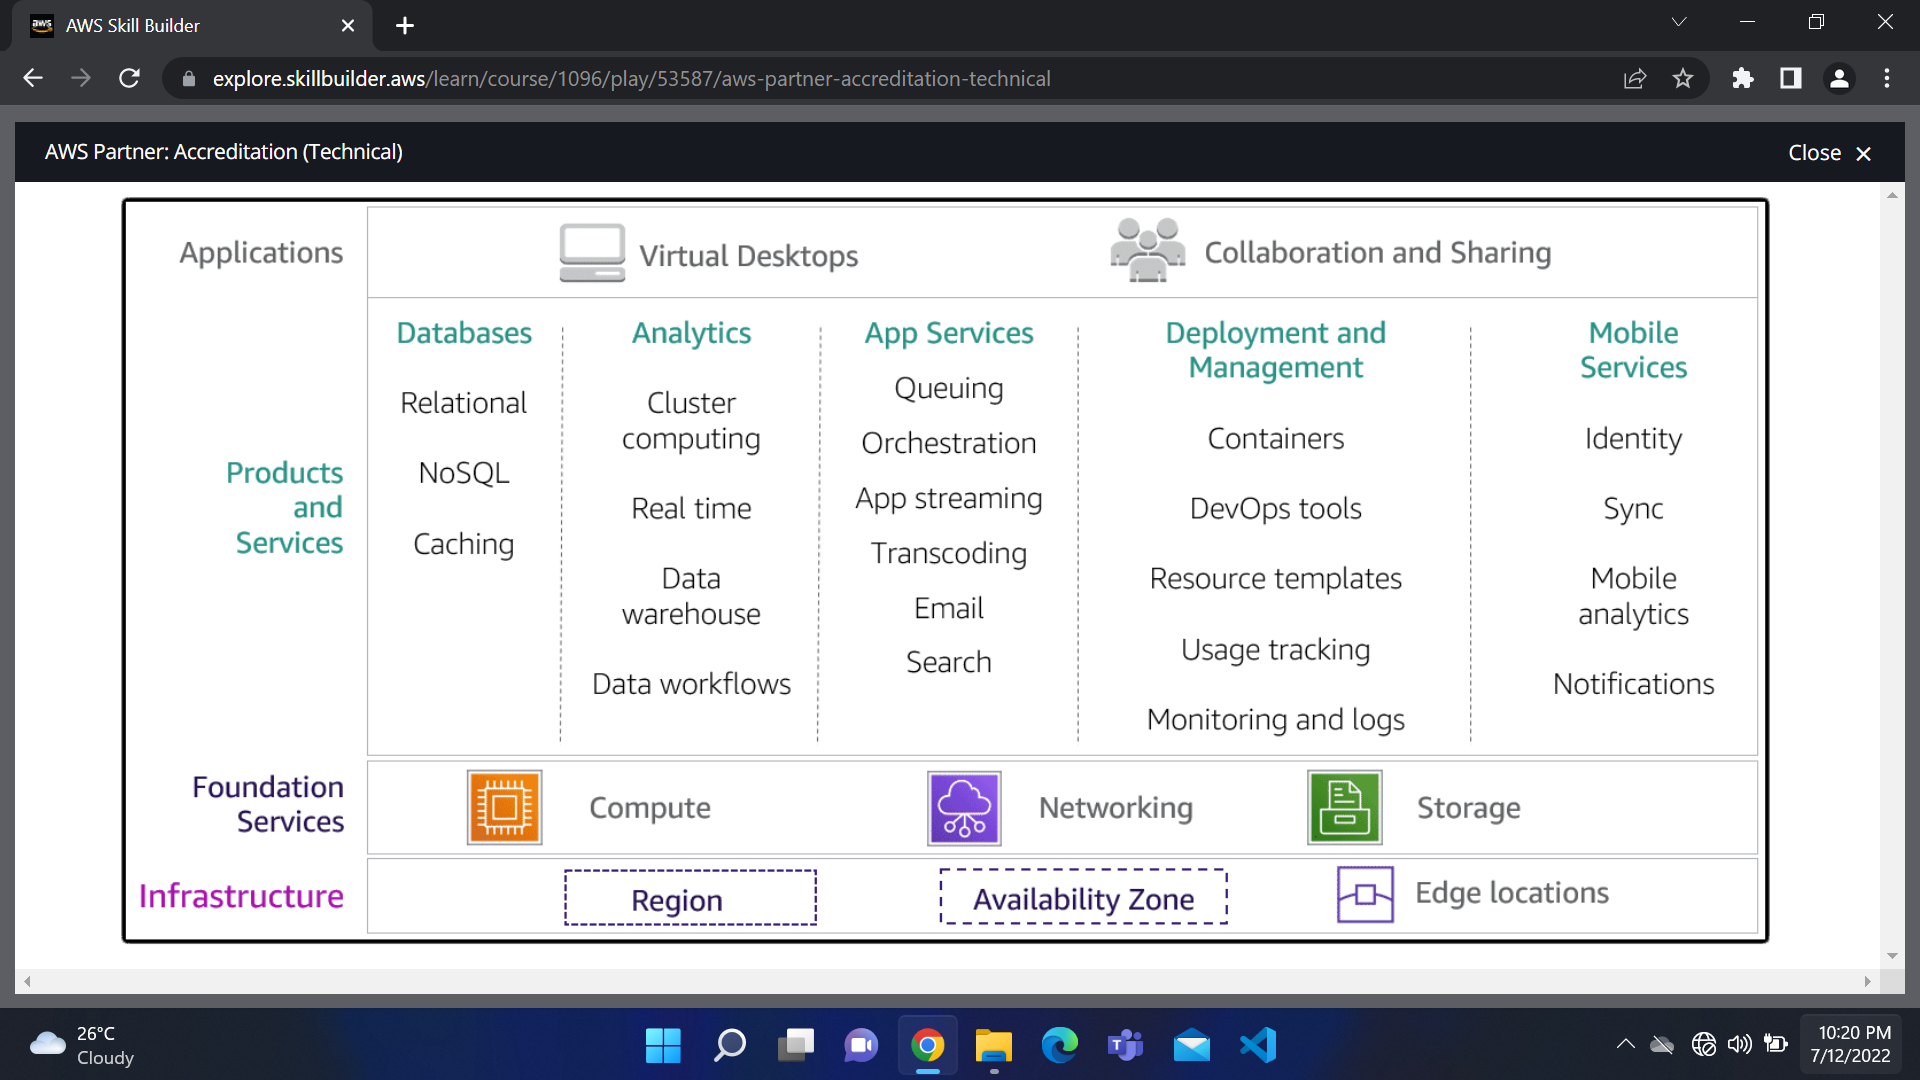 aws
AWS Skill Builder
explore.skillbuilder.aws/learn/course/1096/play/53587/aws-partner-accreditation-technical
AWS Partner: Accreditation (Technical)
Close
Applications
Virtual Desktops
Collaboration and Sharing
Products
and
Services
Databases
Relational
NoSQL
Caching
Analytics
Cluster
computing
Real time
Data
warehouse
Data workflows
App Services
Queuing
Orchestration
App streaming
Transcoding
Email
Search
Deployment and
Management
Containers
DevOps tools
Resource templates
Usage tracking
Monitoring and logs
Mobile
Services
Identity
Sync
Mobile
analytics
Notifications
Foundation
Services
Compute
Networking
Storage
Infrastructure
Region
Availability Zone
Edge locations
26°C
Cloudy
T
10:20 PM
7/12/2022